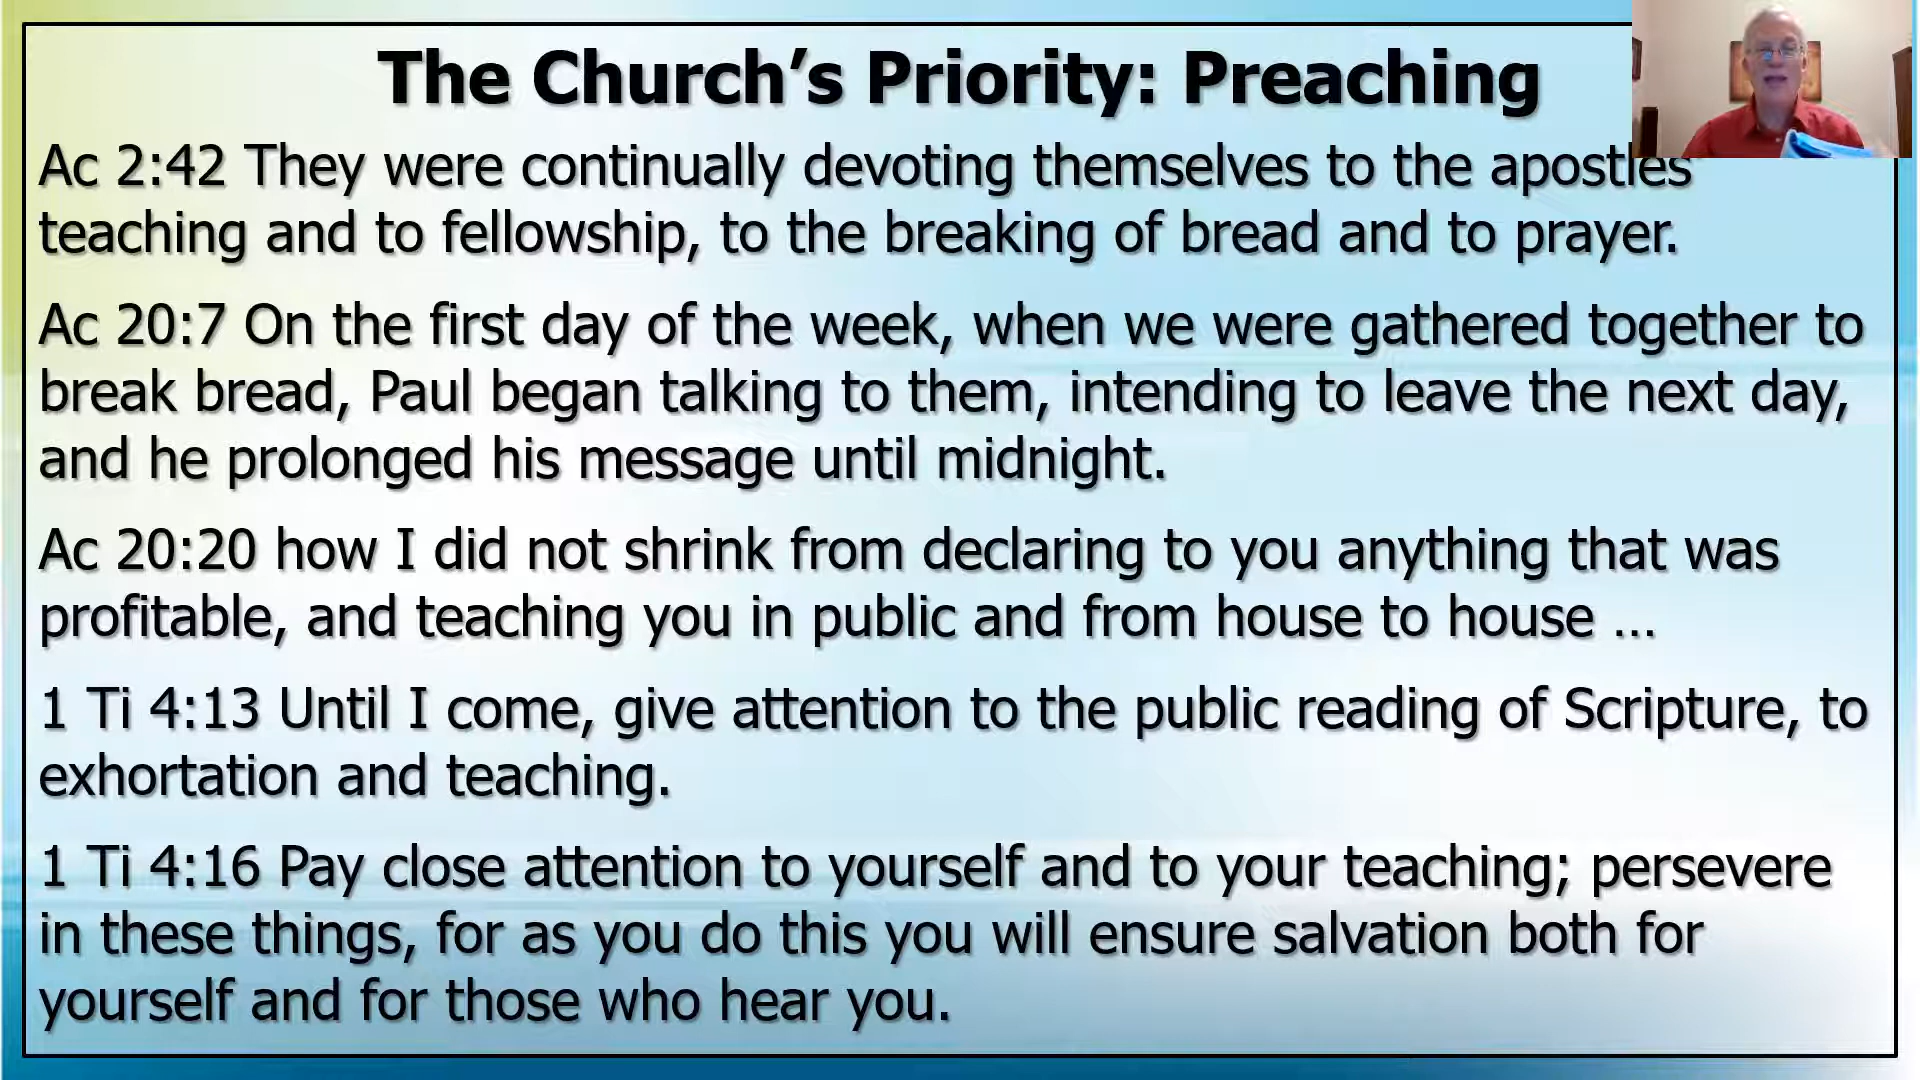 The Church’s Priority: Preaching
Ac 2:42 They were continually devoting themselves to the apostles
teaching and to fellowship, to the breaking of bread and to prayer.
Ac 20:7 On the first day of the week, when we were gathered together to
break bread, Paul began talking to them, intending to leave the next day,
and he prolonged his message until midnight.
Ac 20:20 how I did not shrink from declaring to you anything that was
profitable, and teaching you in public and from house to house …
1 Ti 4:13 Until I come, give attention to the public reading of Scripture, to
exhortation and teaching.
1 Ti 4:16 Pay close attention to yourself and to your teaching; persevere
in these things, for as you do this you will ensure salvation both for
yourself and for those who hear you.